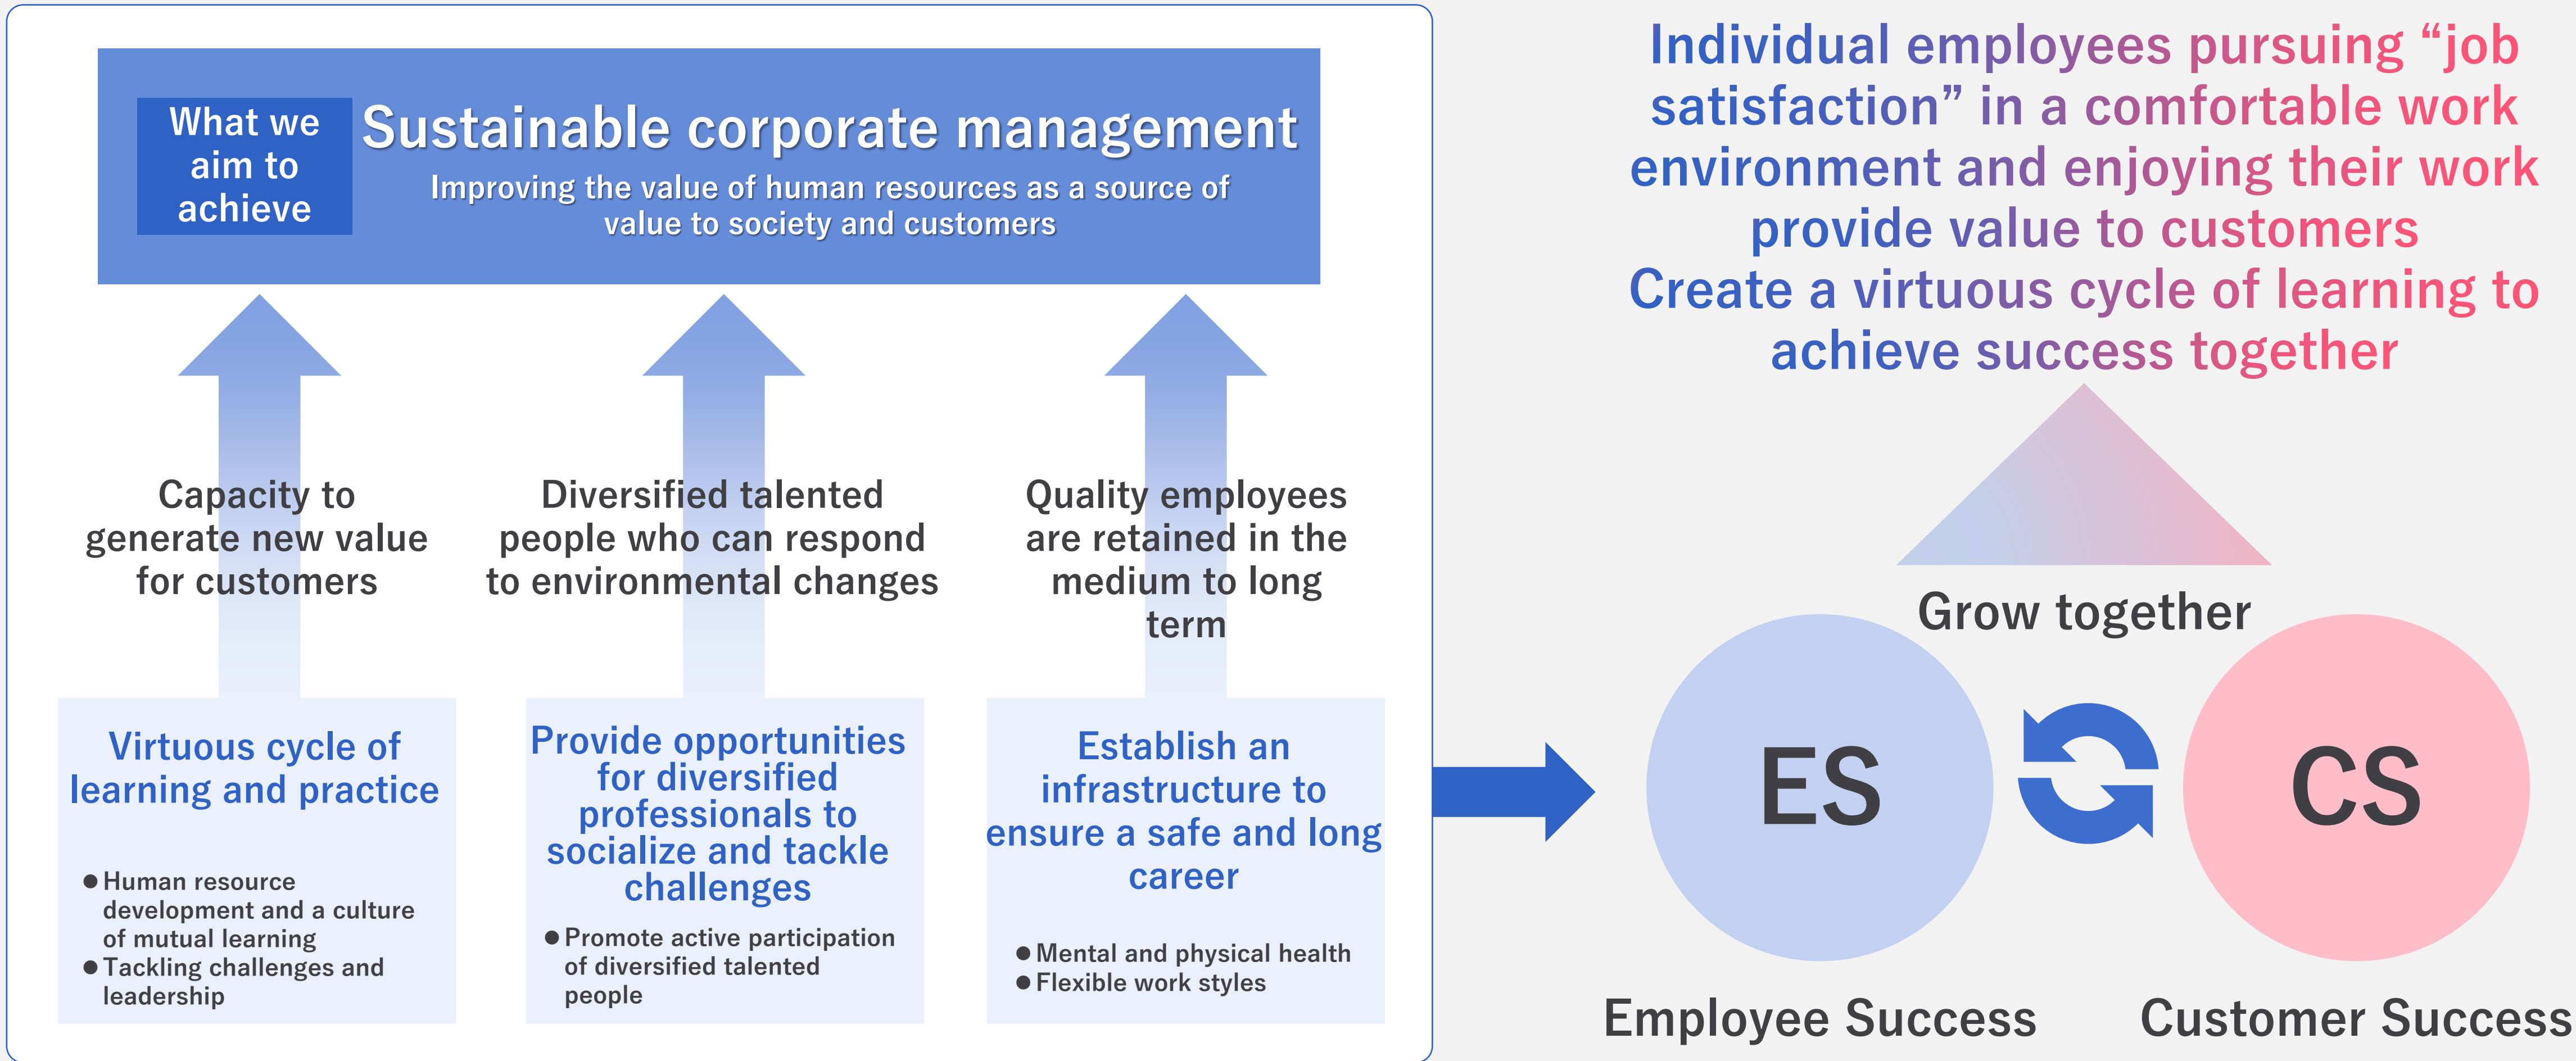 What we
aim to
achieve
Sustainable corporate management
Improving the value of human resources as a source of
value to society and customers
Capacity to
generate new value
for customers
Diversified talented
people who can respond
to environmental changes
Quality employees
are retained in the
medium to long
term
Virtuous cycle of
learning and practice
● Human resource
development and a culture
of mutual learning
● Tackling challenges and
leadership
Provide opportunities
for diversified
professionals to
socialize and tackle
challenges
● Promote active participation
of diversified talented
people
Establish an
infrastructure to
ensure a safe and long
career
● Mental and physical health
● Flexible work styles
Individual employees pursuing “job
satisfaction” in a comfortable work
environment and enjoying their work
provide value to customers
Create a virtuous cycle of learning to
achieve success together
Grow together
ES
CS
Employee Success
Customer Success